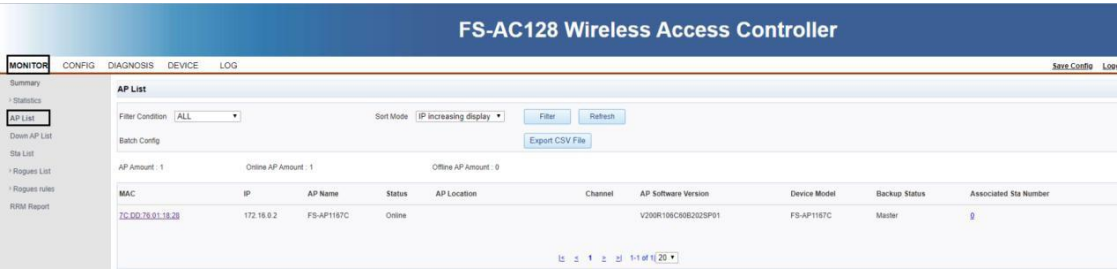 FS-AC128 Wireless Access Controller
MONITOR CONFIG DIAGNOSIS DEVICE LOG Save Config
Summary
Statistics
AP List
Down AP List
Sta List
Rogues List
Rogues rules
RRM Report
AP List
Filter Condition ALL Sort Mode IP increasing display Filter Refresh
Batch Config Export CSV File
AP Amount : 1 Online AP Amount : 1 Offline AP Amount : 0
MAC IP AP Name Status AP Location Channel AP Software Version Device Model Backup Status Associated Sta Number
7C:DD:76:01:18:28 172.16.0.2 FS-AP1167C Online V200R106C60B202SP01 FS-AP1167C Master 0
|< < 1 > >| 1-1 of 1 20